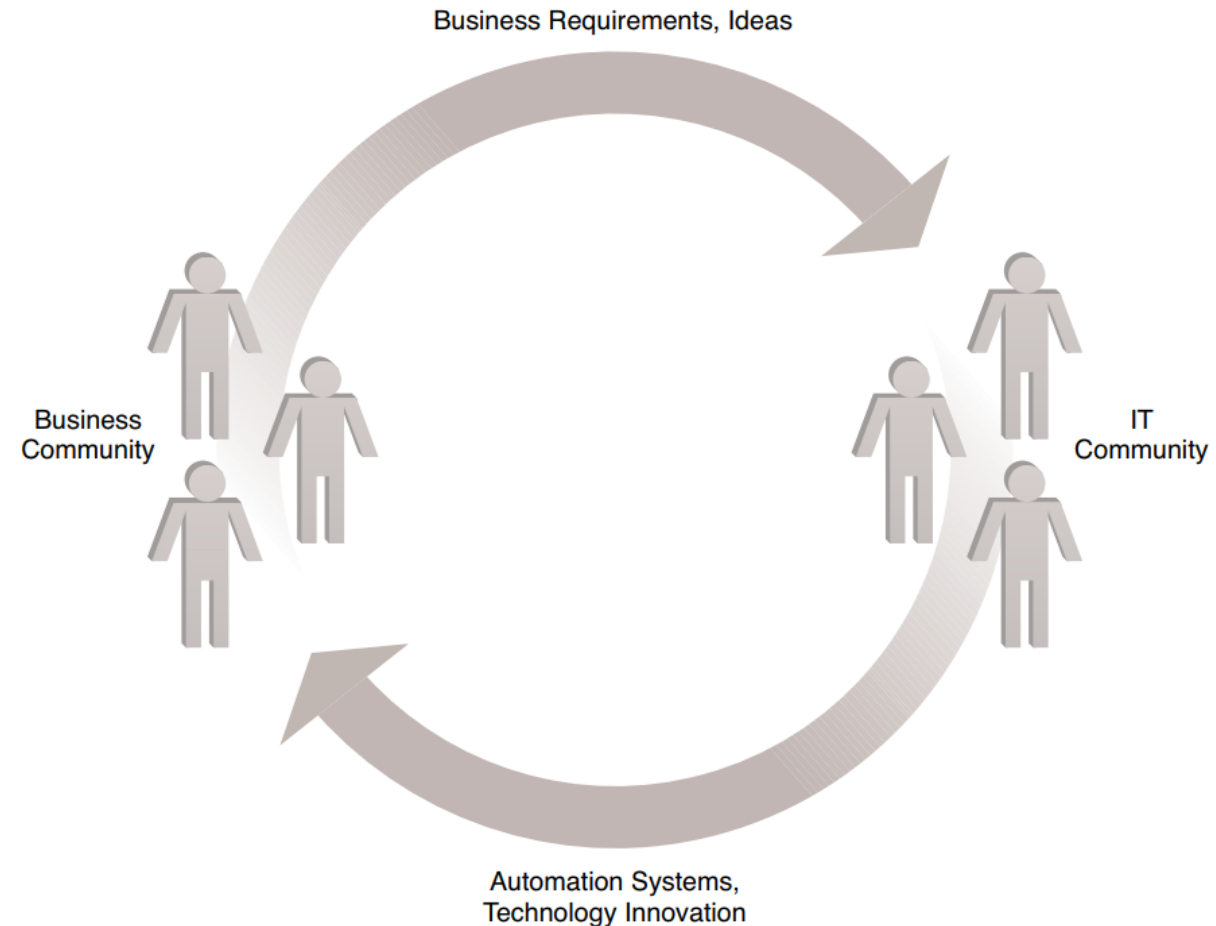 Business Requirements, Ideas
Business
Community
IT
Community
Automation Systems,
Technology Innovation